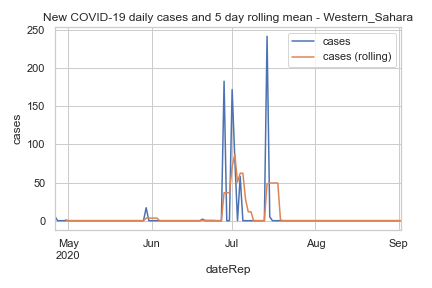 New COVID-19 daily cases and 5 day rolling mean - Western_Sahara
cases
cases (rolling)
250
200
150
100
50
0
cases
May
2020
Jun
Jul
Aug
Sep
dateRep